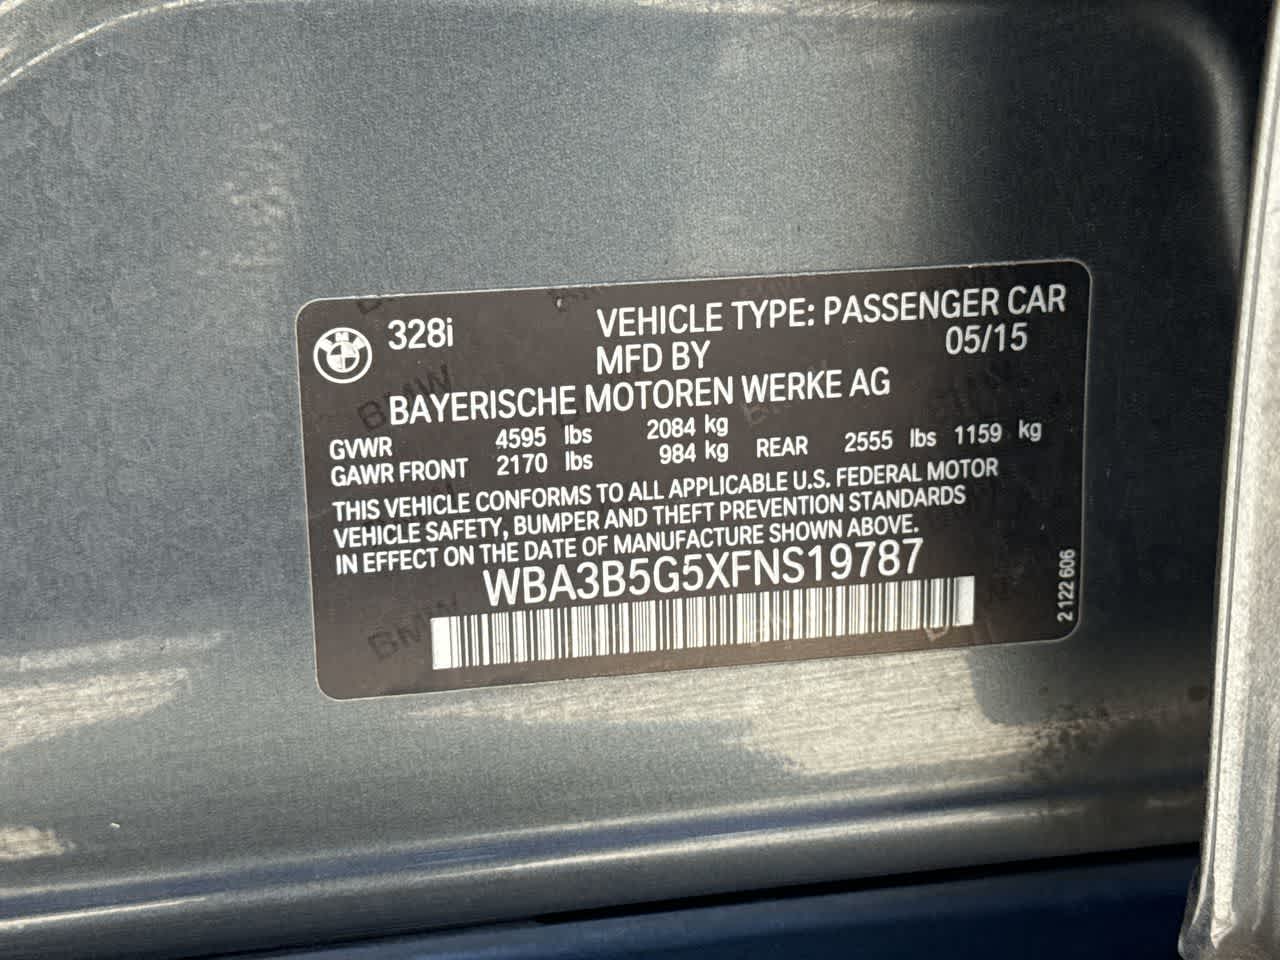 BMW 328i VEHICLE TYPE: PASSENGER CAR
MFD BY 05/15
BAYERISCHE MOTOREN WERKE AG
GVWR 4595 lbs 2084 kg
GAWR FRONT 2170 lbs 984 kg REAR 2555 lbs 1159 kg
THIS VEHICLE CONFORMS TO ALL APPLICABLE U.S. FEDERAL MOTOR
VEHICLE SAFETY, BUMPER AND THEFT PREVENTION STANDARDS
IN EFFECT ON THE DATE OF MANUFACTURE SHOWN ABOVE.
WBA3B5G5XFNS19787
2 122 606